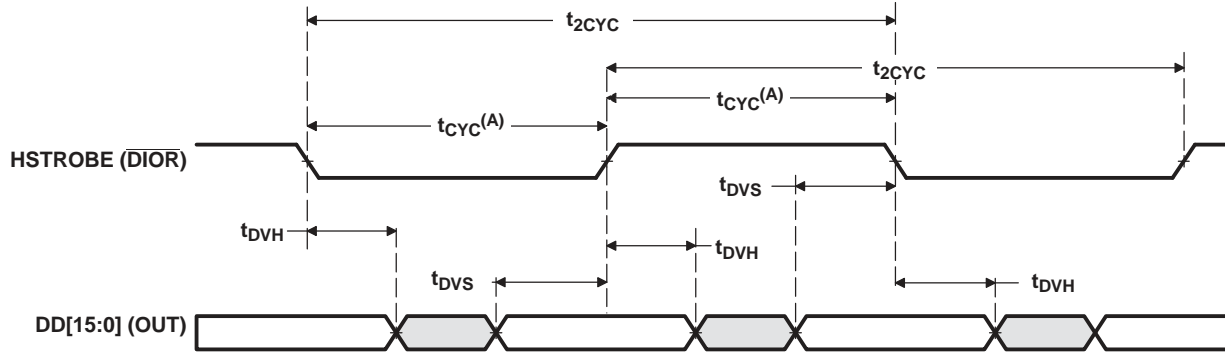 t2CYC
t2CYC
tCYC(A)
tCYC(A)
HSTROBE (DIOR)
tDVS
tDVH
tDVH
tDVS
tDVH
DD[15:0] (OUT)